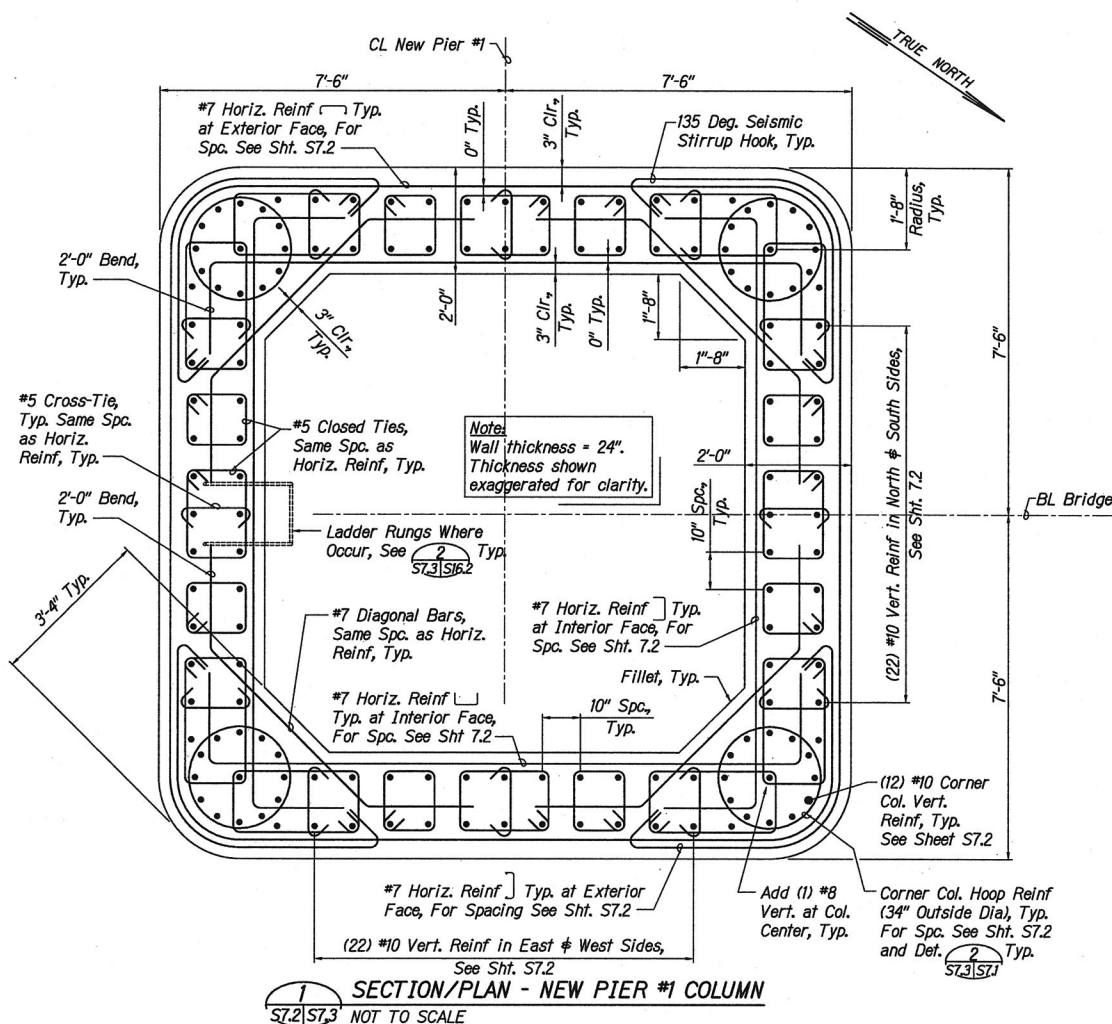 CL New Pier #1
TRUE NORTH
7'-6"
7'-6"
#7 Horiz. Reinf Typ.
at Exterior Face, For
Spc. See Sht. S7.2
0" Typ.
3" Clr.,
Typ.
135 Deg. Seismic
Stirrup Hook, Typ.
1'-8"
Radius,
Typ.
2'-0" Bend,
Typ.
3" Clr.,
Typ.
2'-0"
3" Clr.,
Typ.
0" Typ.
1'-8"
1"-8"
7'-6"
#5 Cross-Tie,
Typ. Same Spc.
as Horiz.
Reinf, Typ.
#5 Closed Ties,
Same Spc. as
Horiz. Reinf, Typ.
Note:
Wall thickness = 24".
Thickness shown
exaggerated for clarity.
2'-0"
10" Spc.,
Typ.
(22) #10 Vert. Reinf in North & South Sides,
See Sht. 7.2
2'-0" Bend,
Typ.
BL Bridge
Ladder Rungs Where
Occur, See 2 Typ.
S7.3 S16.2
3'-4" Typ.
#7 Diagonal Bars,
Same Spc. as Horiz.
Reinf, Typ.
#7 Horiz. Reinf Typ.
at Interior Face, For
Spc. See Sht. 7.2
Fillet, Typ.
7'-6"
#7 Horiz. Reinf
Typ. at Interior Face,
For Spc. See Sht 7.2
10" Spc.,
Typ.
(12) #10 Corner
Col. Vert.
Reinf, Typ.
See Sheet S7.2
#7 Horiz. Reinf Typ. at Exterior
Face, For Spacing See Sht. S7.2
Add (1) #8
Vert. at Col.
Center, Typ.
Corner Col. Hoop Reinf
(34" Outside Dia), Typ.
For Spc. See Sht. S7.2
and Det. 2 Typ.
S7.3 S7.1
(22) #10 Vert. Reinf in East & West Sides,
See Sht. S7.2
1 SECTION/PLAN - NEW PIER #1 COLUMN
S7.2 S7.3 NOT TO SCALE